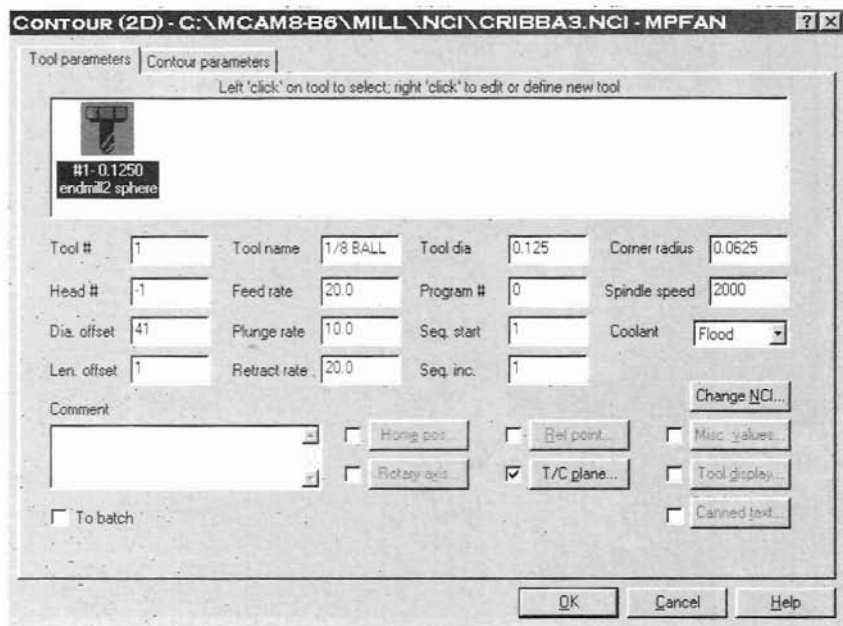 CONTOUR (2D) - C:\MCAM8-B6\MILL\NCI\CRIBBA3.NCI - MPFAN
Tool parameters Contour parameters
Left 'click' on tool to select; right 'click' to edit or define new tool
#1- 0.1250
endmill2 sphere
Tool # 1 Tool name 1/8 BALL Tool dia 0.125 Corner radius 0.0625
Head # -1 Feed rate 20.0 Program # 0 Spindle speed 2000
Dia. offset 41 Plunge rate 10.0 Seq. start 1 Coolant Flood
Len. offset 1 Retract rate 20.0 Seq. inc. 1
Change NCI...
Comment
Home pos... Ref point... Misc. values...
Rotary axis... T/C plane... Tool display...
To batch Canned text...
OK Cancel Help